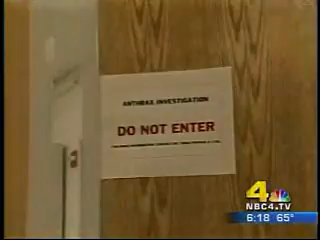 ANTHRAX INVESTIGATION
DO NOT ENTER
4
NBC4.TV
6:18 65°